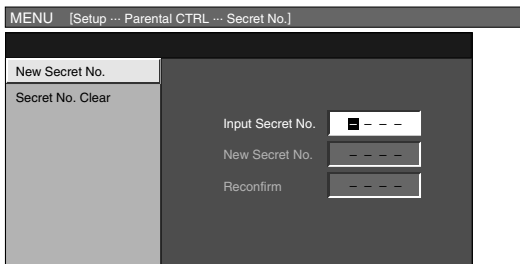 MENU [Setup ··· Parental CTRL ··· Secret No.]
New Secret No.
Secret No. Clear
Input Secret No. – – – –
New Secret No. – – – –
Reconfirm – – – –